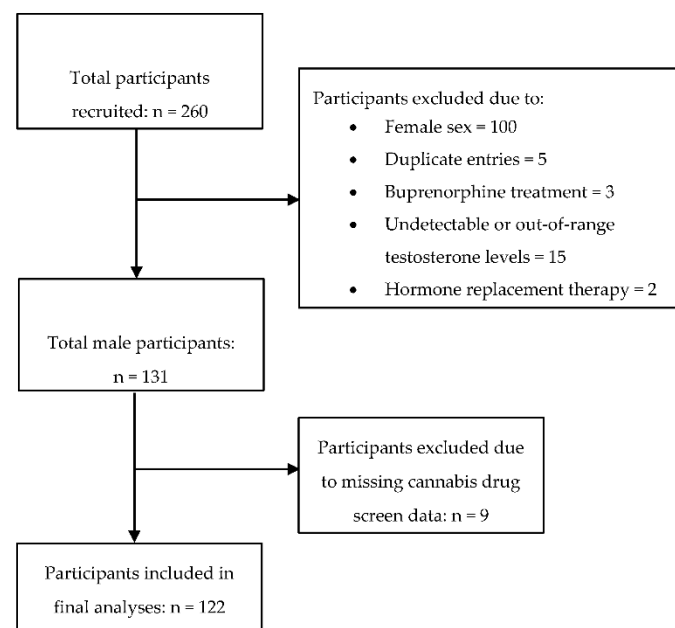 Total participants
recruited: n = 260
Participants excluded due to:
• Female sex = 100
• Duplicate entries = 5
• Buprenorphine treatment = 3
• Undetectable or out-of-range
testosterone levels = 15
• Hormone replacement therapy = 2
Total male participants:
n = 131
Participants excluded due
to missing cannabis drug
screen data: n = 9
Participants included in
final analyses: n = 122